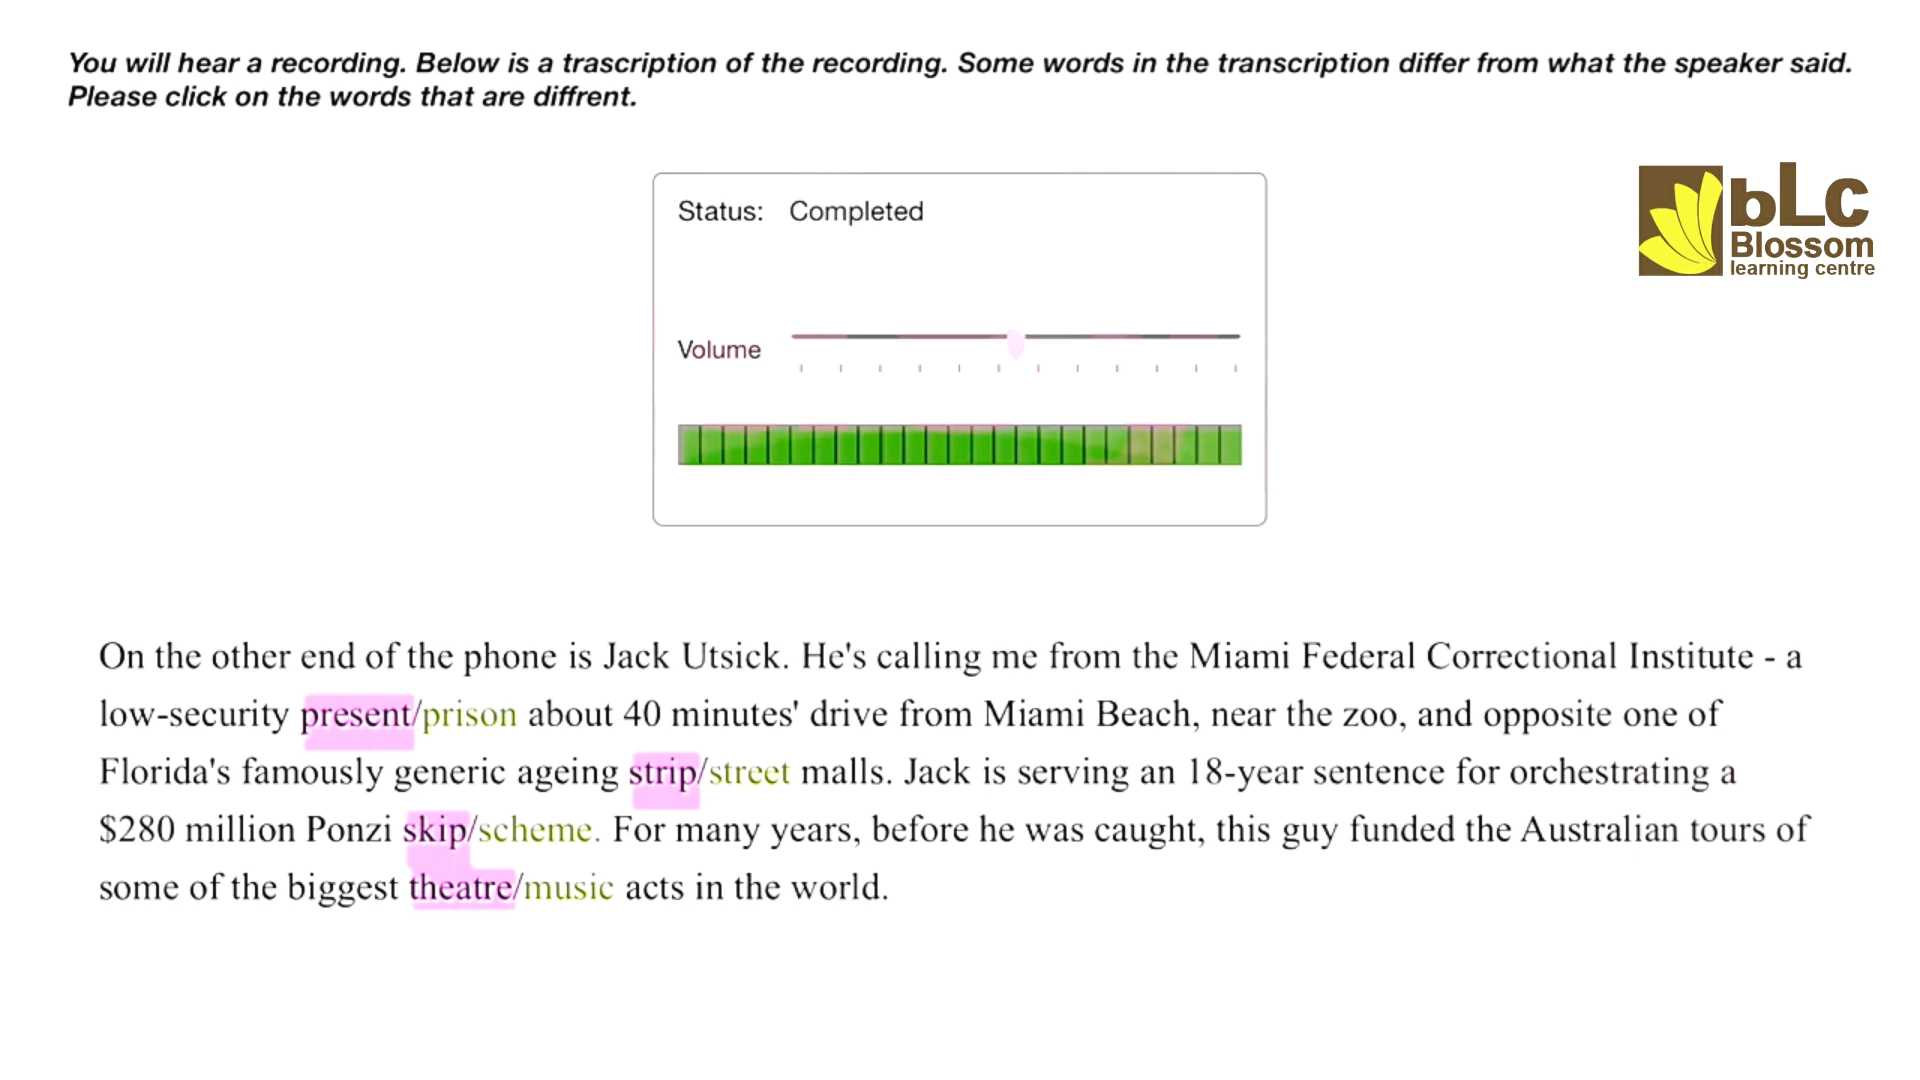 You will hear a recording. Below is a trascription of the recording. Some words in the transcription differ from what the speaker said.
Please click on the words that are diffrent.
bLc
Blossom
learning centre
Status: Completed
Volume
On the other end of the phone is Jack Utsick. He's calling me from the Miami Federal Correctional Institute - a
low-security present/prison about 40 minutes' drive from Miami Beach, near the zoo, and opposite one of
Florida's famously generic ageing strip/street malls. Jack is serving an 18-year sentence for orchestrating a
$280 million Ponzi skip/scheme. For many years, before he was caught, this guy funded the Australian tours of
some of the biggest theatre/music acts in the world.